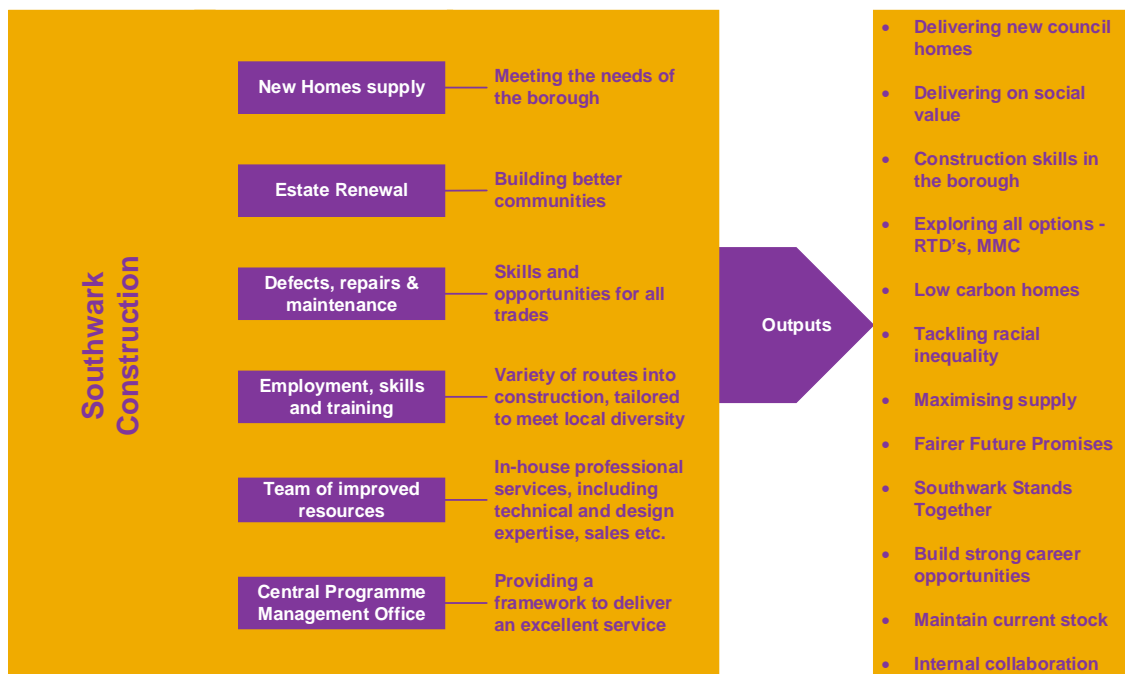 Southwark
Construction
New Homes supply
Meeting the needs of
the borough
Estate Renewal
Building better
communities
Defects, repairs &
maintenance
Skills and
opportunities for all
trades
Employment, skills
and training
Variety of routes into
construction, tailored
to meet local diversity
Team of improved
resources
In-house professional
services, including
technical and design
expertise, sales etc.
Central Programme
Management Office
Providing a
framework to deliver
an excellent service
Outputs
• Delivering new council
homes
• Delivering on social
value
• Construction skills in
the borough
• Exploring all options -
RTD's, MMC
• Low carbon homes
• Tackling racial
inequality
• Maximising supply
• Fairer Future Promises
• Southwark Stands
Together
• Build strong career
opportunities
• Maintain current stock
• Internal collaboration